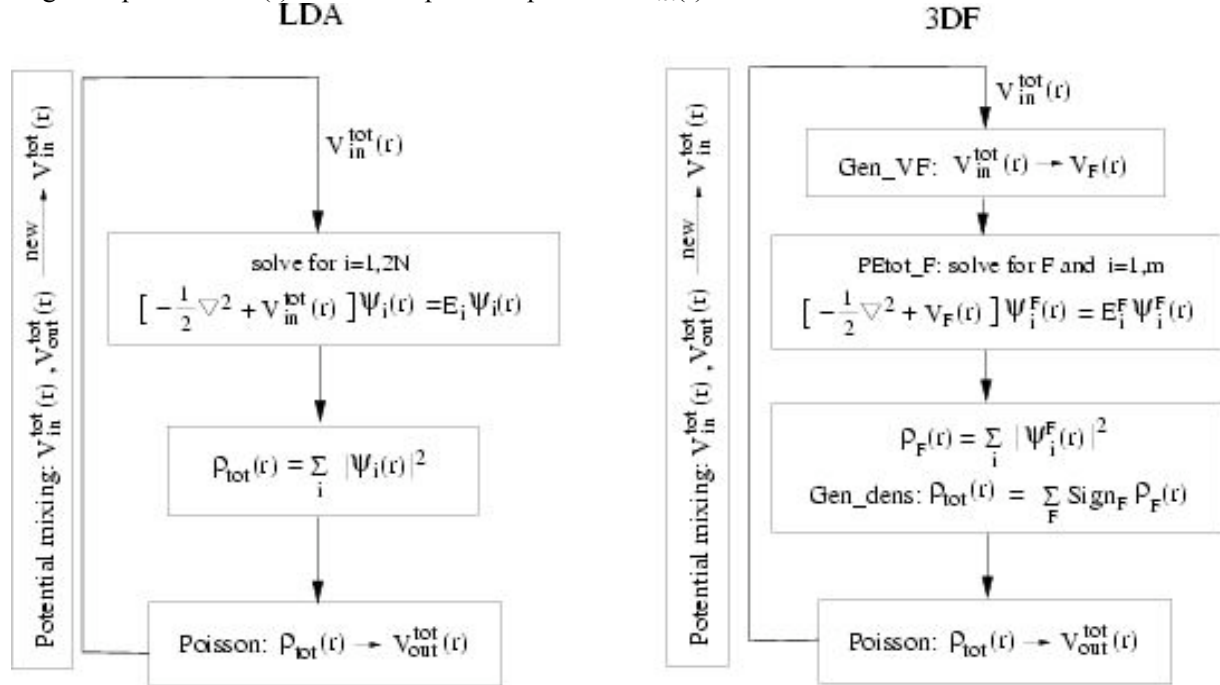 LDA
V_in^tot(r)
solve for i=1,2N
[ -1/2 ▽² + V_in^tot(r) ]Ψ_i(r) =E_i Ψ_i(r)
ρ_tot(r) = Σ_i |Ψ_i(r)|²
Poisson: ρ_tot(r) → V_out^tot(r)
Potential mixing: V_in^tot(r) ,V_out^tot(r) new → V_in^tot(r)
3DF
V_in^tot(r)
Gen_VF: V_in^tot(r) → V_F(r)
PEtot_F: solve for F and i=1,m
[ -1/2 ▽² + V_F(r) ]Ψ_i^F(r) = E_i^F Ψ_i^F(r)
ρ_F(r) = Σ_i |Ψ_i^F(r)|²
Gen_dens: ρ_tot(r) = Σ_F Sign_F ρ_F(r)
Poisson: ρ_tot(r) → V_out^tot(r)
Potential mixing: V_in^tot(r) ,V_out^tot(r) new → V_in^tot(r)